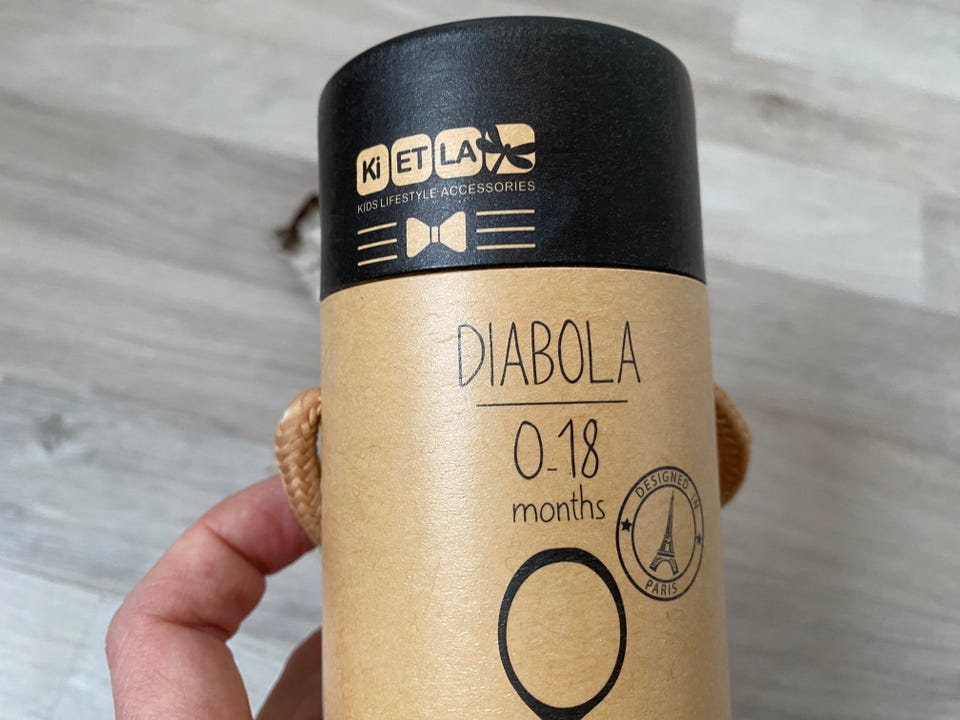 Ki ET LA
KIDS LIFESTYLE ACCESSORIES
DIABOLA
0-18
months
DESIGNED IN
PARIS